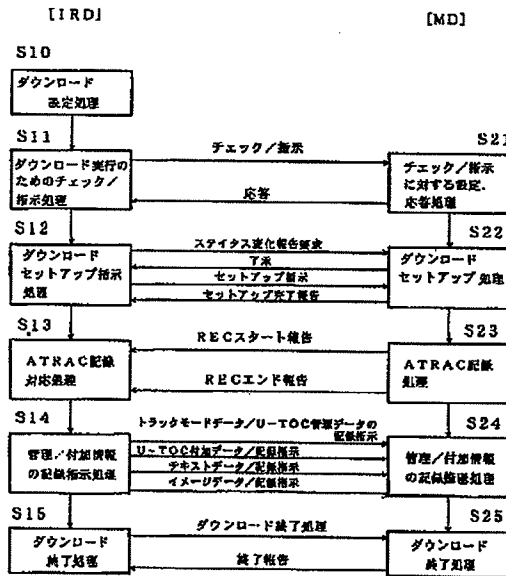 [IRD]
[MD]
S10
ダウンロード
設定処理
S11
S21
チェック/指示
ダウンロード実行の
ためのチェック/
指示処理
チェック/指示
に対する設定、
応答処理
応答
S12
S22
ステイタス変化報告要求
ダウンロード
セットアップ指示
処理
了承
ダウンロード
セットアップ処理
セットアップ指示
セットアップ完了報告
S13
S23
RECスタート報告
ATRAC記録
対応処理
ATRAC記録
処理
RECエンド報告
S14
S24
トラックモードデータ/U-TOC管理データの
記録指示
管理/付加情報
の記録指示処理
U-TOC付加データ/記録指示
テキストデータ/記録指示
イメージデータ/記録指示
管理/付加情報
の記録処理
S15
S25
ダウンロード終了処理
ダウンロード
終了処理
ダウンロード
終了処理
終了報告